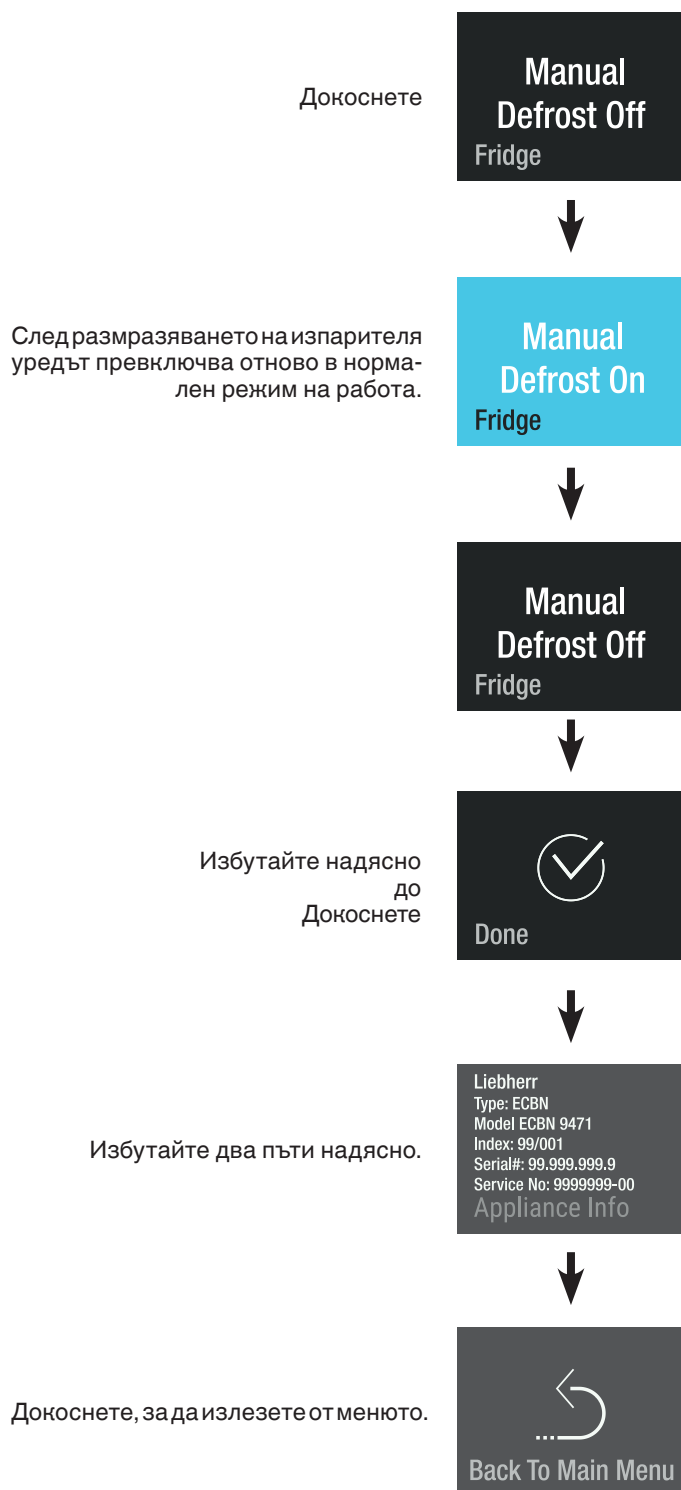 Докоснете
Manual
Defrost Off
Fridge
След размразяването на изпарителя
уредът превключва отново в норма-
лен режим на работа.
Manual
Defrost On
Fridge
Manual
Defrost Off
Fridge
Избутайте надясно
до
Докоснете
Done
Избутайте два пъти надясно.
Liebherr
Type: ECBN
Model ECBN 9471
Index: 99/001
Serial#: 99.999.999.9
Service No: 9999999-00
Appliance Info
Докоснете, за да излезете от менюто.
Back To Main Menu